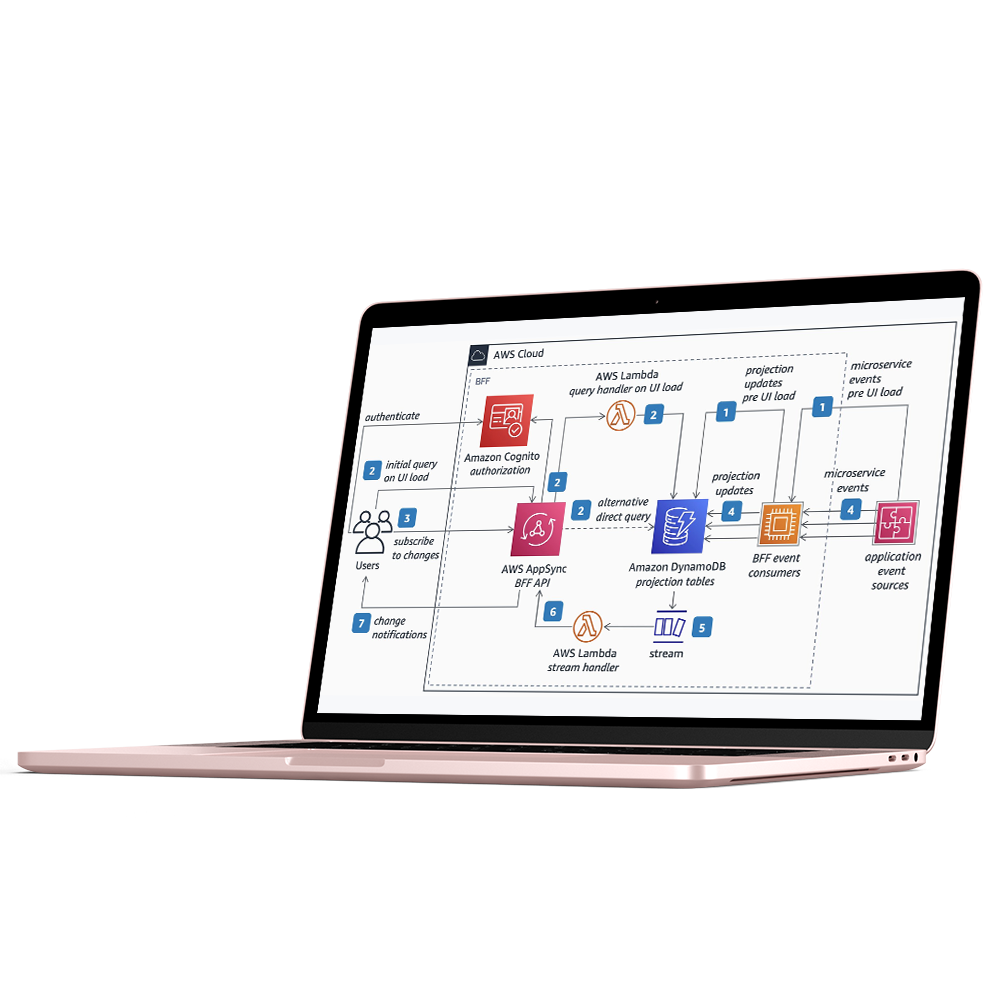 AWS Cloud
BFF
authenticate
Amazon Cognito
authorization
AWS Lambda
query handler on UI load
2
projection
updates
pre UI load
1
microservice
events
pre UI load
1
2
initial query
on UI load
2
2
alternative
direct query
projection
updates
4
microservice
events
4
3
subscribe
to changes
Users
AWS AppSync
BFF API
Amazon DynamoDB
projection tables
BFF event
consumers
application
event
sources
7
change
notifications
6
AWS Lambda
stream handler
stream
5